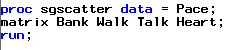 proc sgscatter data = Pace;
matrix Bank Walk Talk Heart;
run;